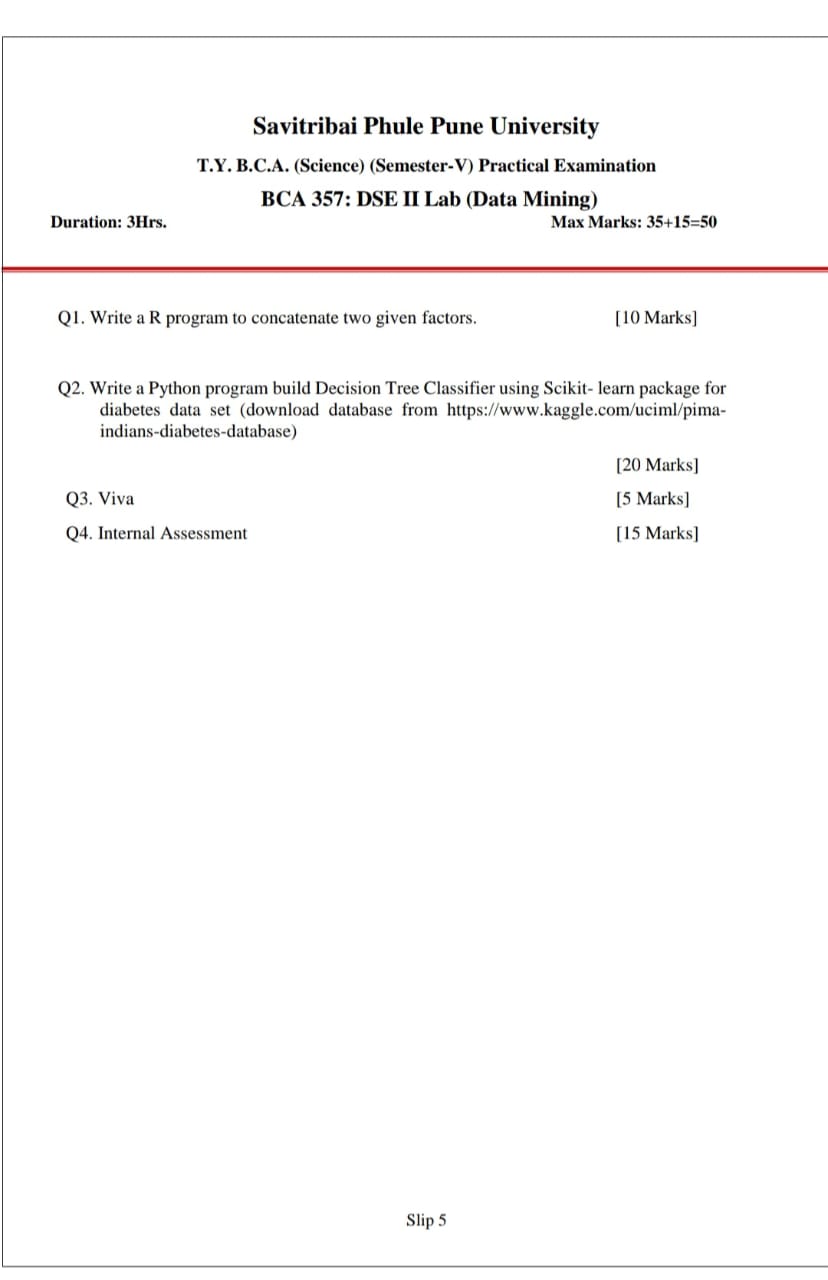 Savitribai Phule Pune University
T.Y. B.C.A. (Science) (Semester-V) Practical Examination
BCA 357: DSE II Lab (Data Mining)
Duration: 3Hrs. Max Marks: 35+15=50
Q1. Write a R program to concatenate two given factors. [10 Marks]
Q2. Write a Python program build Decision Tree Classifier using Scikit- learn package for
diabetes data set (download database from https://www.kaggle.com/uciml/pima-
indians-diabetes-database)
[20 Marks]
Q3. Viva [5 Marks]
Q4. Internal Assessment [15 Marks]
Slip 5